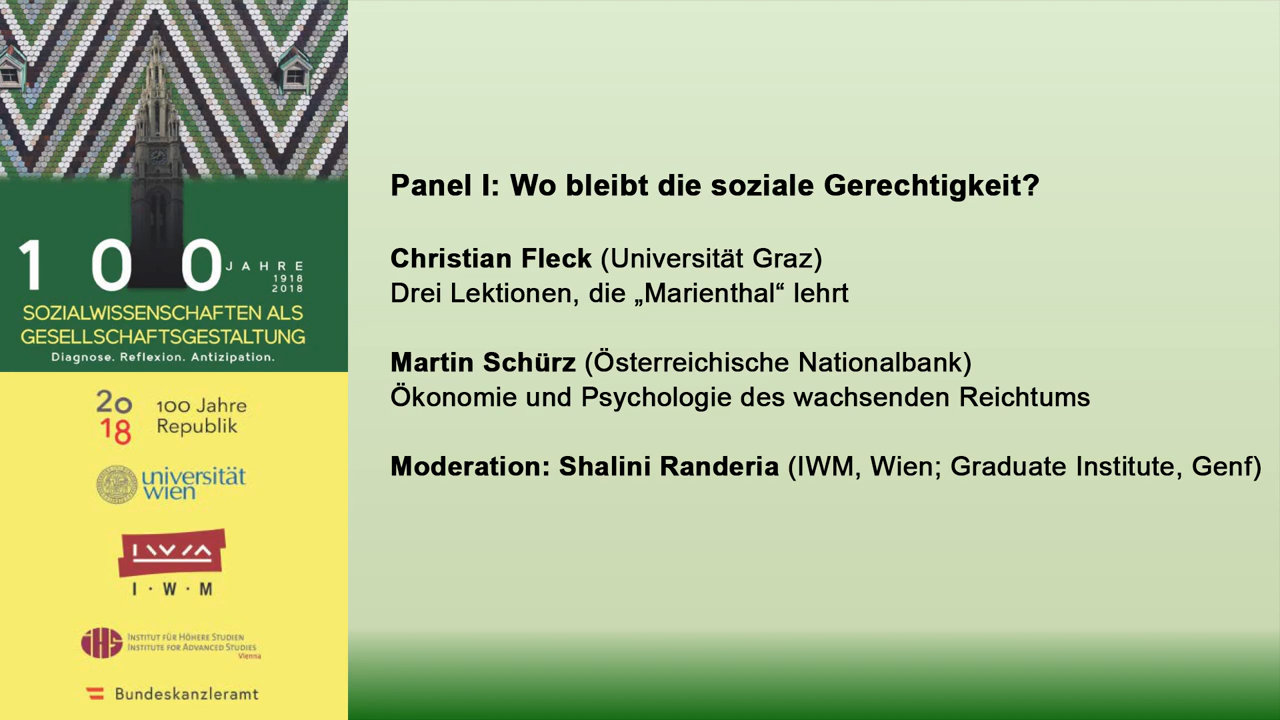 1 0 0 JAHRE
1918
2018
SOZIALWISSENSCHAFTEN ALS
GESELLSCHAFTSGESTALTUNG
Diagnose. Reflexion. Antizipation.
2018 100 Jahre
Republik
universität
wien
I · W · M
IHS INSTITUT FÜR HÖHERE STUDIEN
INSTITUTE FOR ADVANCED STUDIES
Vienna
Bundeskanzleramt
Panel I: Wo bleibt die soziale Gerechtigkeit?
Christian Fleck (Universität Graz)
Drei Lektionen, die „Marienthal“ lehrt
Martin Schürz (Österreichische Nationalbank)
Ökonomie und Psychologie des wachsenden Reichtums
Moderation: Shalini Randeria (IWM, Wien; Graduate Institute, Genf)